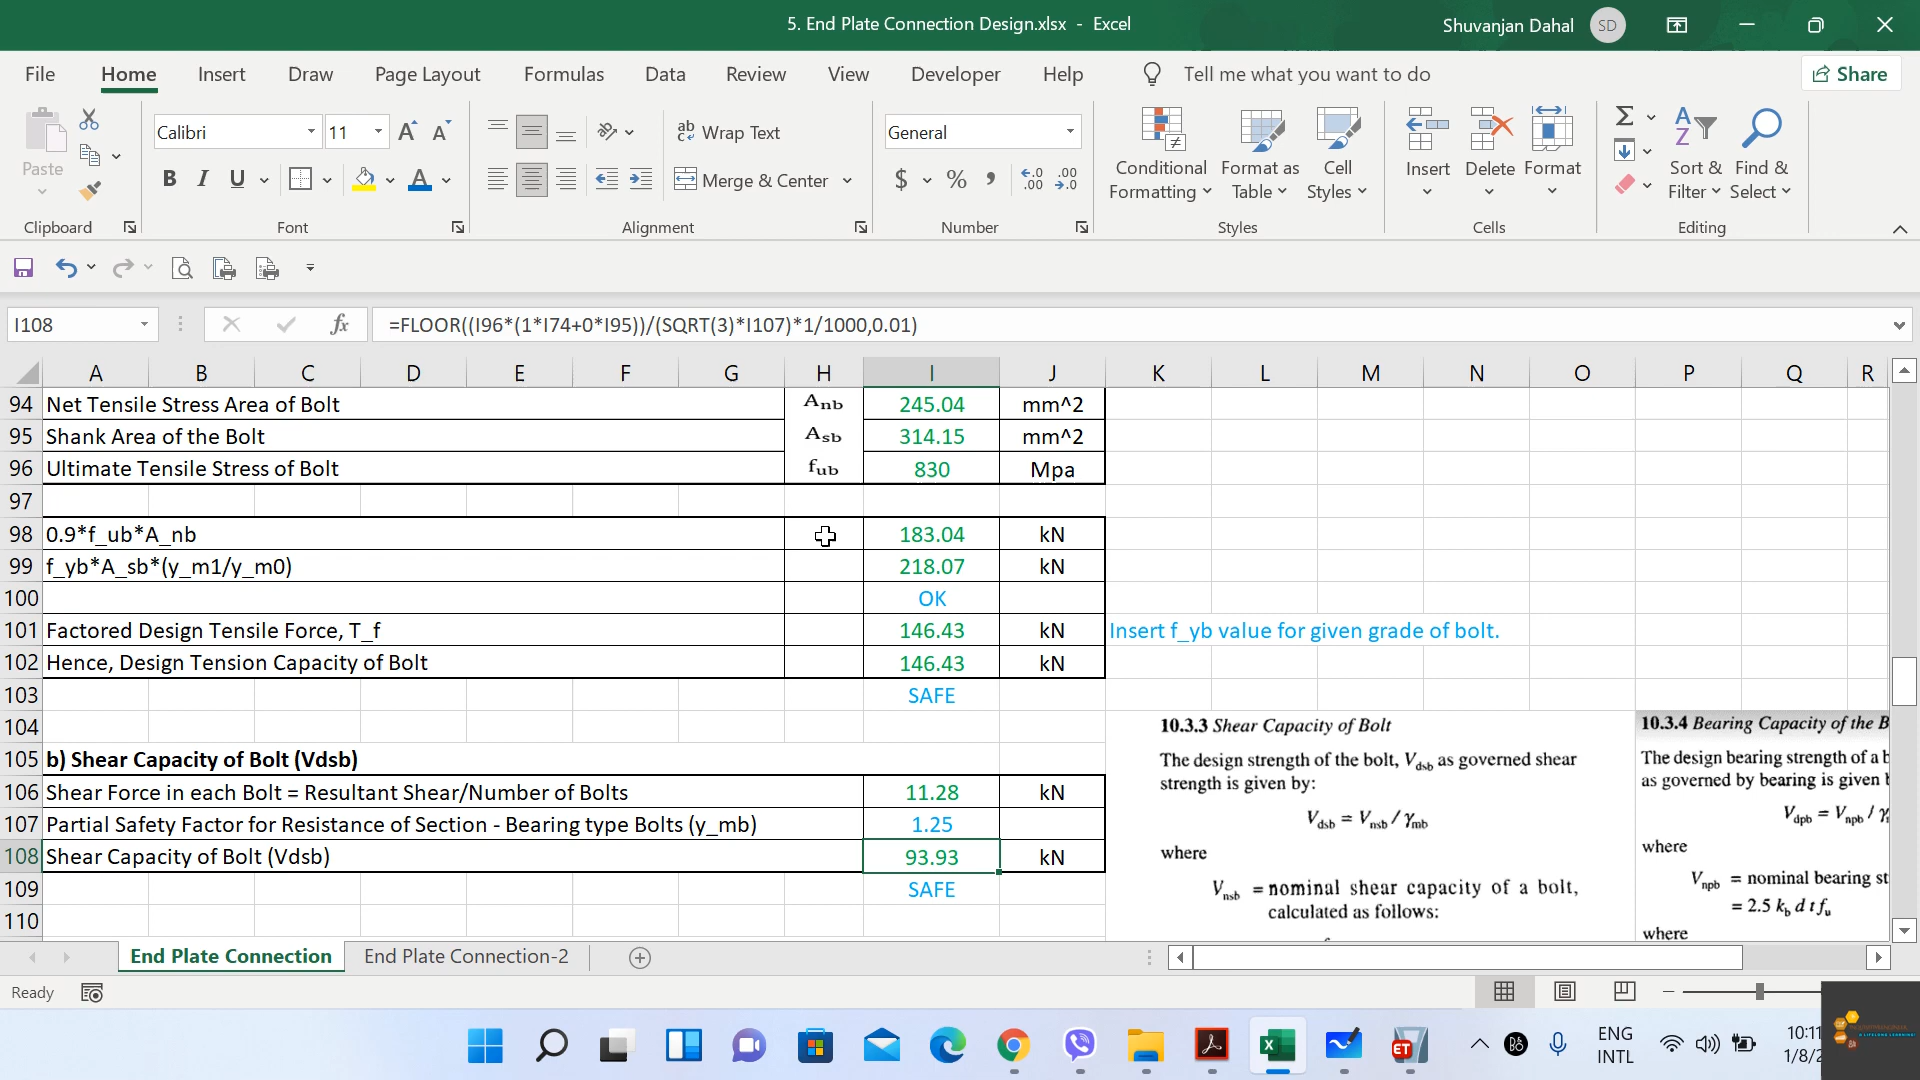 5. End Plate Connection Design.xlsx - Excel
Shuvanjan Dahal
SD
File Home Insert Draw Page Layout Formulas Data Review View Developer Help Tell me what you want to do
Share
Paste
Calibri 11
Wrap Text
General
B I U
Merge & Center
$ % ,
Conditional Formatting
Format as Table
Cell Styles
Insert
Delete
Format
Sort & Filter
Find & Select
Clipboard Font Alignment Number Styles Cells Editing
I108
fx
=FLOOR((I96*(1*I74+0*I95))/(SQRT(3)*I107)*1/1000,0.01)
A B C D E F G H I J K L M N O P Q R
94 Net Tensile Stress Area of Bolt Anb 245.04 mm^2
95 Shank Area of the Bolt Asb 314.15 mm^2
96 Ultimate Tensile Stress of Bolt fub 830 Mpa
97
98 0.9*f_ub*A_nb 183.04 kN
99 f_yb*A_sb*(y_m1/y_m0) 218.07 kN
100 OK
101 Factored Design Tensile Force, T_f 146.43 kN Insert f_yb value for given grade of bolt.
102 Hence, Design Tension Capacity of Bolt 146.43 kN
103 SAFE
104
105 b) Shear Capacity of Bolt (Vdsb)
106 Shear Force in each Bolt = Resultant Shear/Number of Bolts 11.28 kN
107 Partial Safety Factor for Resistance of Section - Bearing type Bolts (y_mb) 1.25
108 Shear Capacity of Bolt (Vdsb) 93.93 kN
109 SAFE
110
10.3.3 Shear Capacity of Bolt
The design strength of the bolt, Vdsb as governed shear
strength is given by:
Vdsb = Vnsb / γmb
where
Vnsb = nominal shear capacity of a bolt,
calculated as follows:
10.3.4 Bearing Capacity of the B
The design bearing strength of a b
as governed by bearing is given
Vdpb = Vnpb / γ
where
Vnpb = nominal bearing st
= 2.5 kb d t fu
where
End Plate Connection End Plate Connection-2
Ready
ENG
INTL
10:11
1/8/2